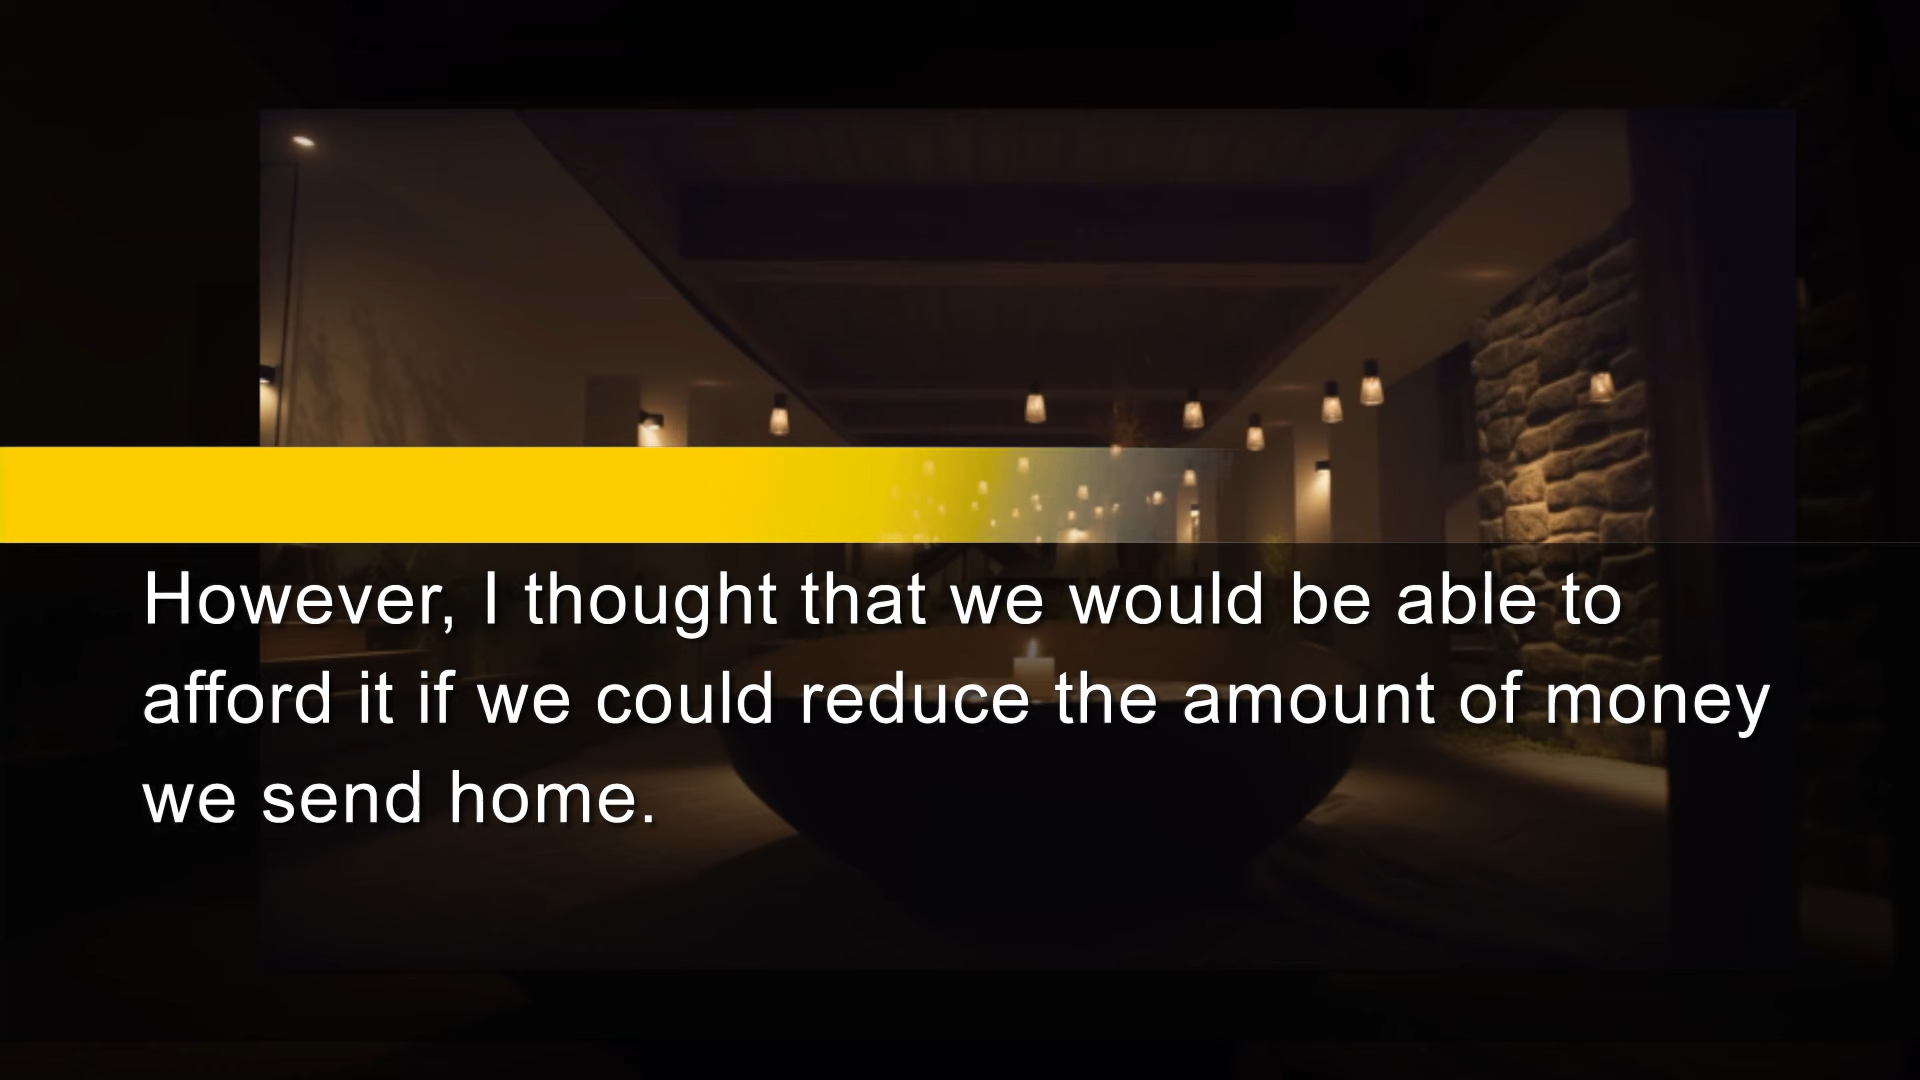 However, I thought that we would be able to
afford it if we could reduce the amount of money
we send home.